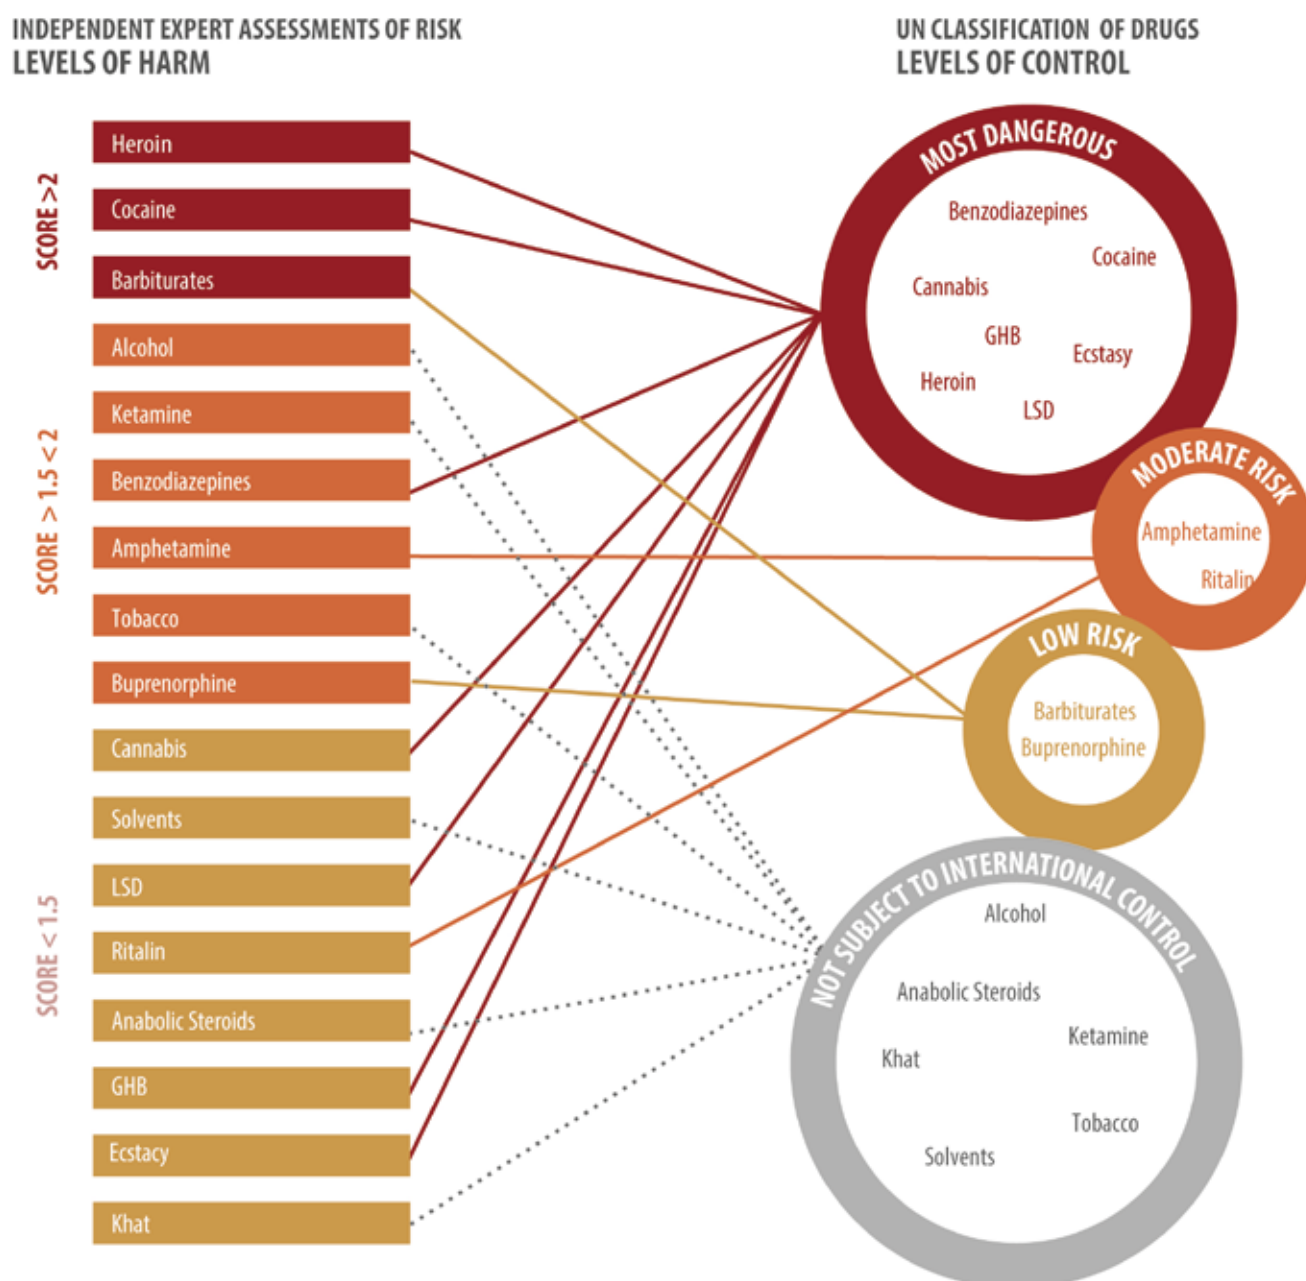 INDEPENDENT EXPERT ASSESSMENTS OF RISK
LEVELS OF HARM
UN CLASSIFICATION OF DRUGS
LEVELS OF CONTROL
SCORE >2
Heroin
Cocaine
Barbiturates
SCORE > 1.5 < 2
Alcohol
Ketamine
Benzodiazepines
Amphetamine
Tobacco
Buprenorphine
SCORE < 1.5
Cannabis
Solvents
LSD
Ritalin
Anabolic Steroids
GHB
Ecstacy
Khat
MOST DANGEROUS
Benzodiazepines
Cocaine
Cannabis
GHB
Ecstasy
Heroin
LSD
MODERATE RISK
Amphetamine
Ritalin
LOW RISK
Barbiturates
Buprenorphine
NOT SUBJECT TO INTERNATIONAL CONTROL
Alcohol
Anabolic Steroids
Ketamine
Khat
Tobacco
Solvents